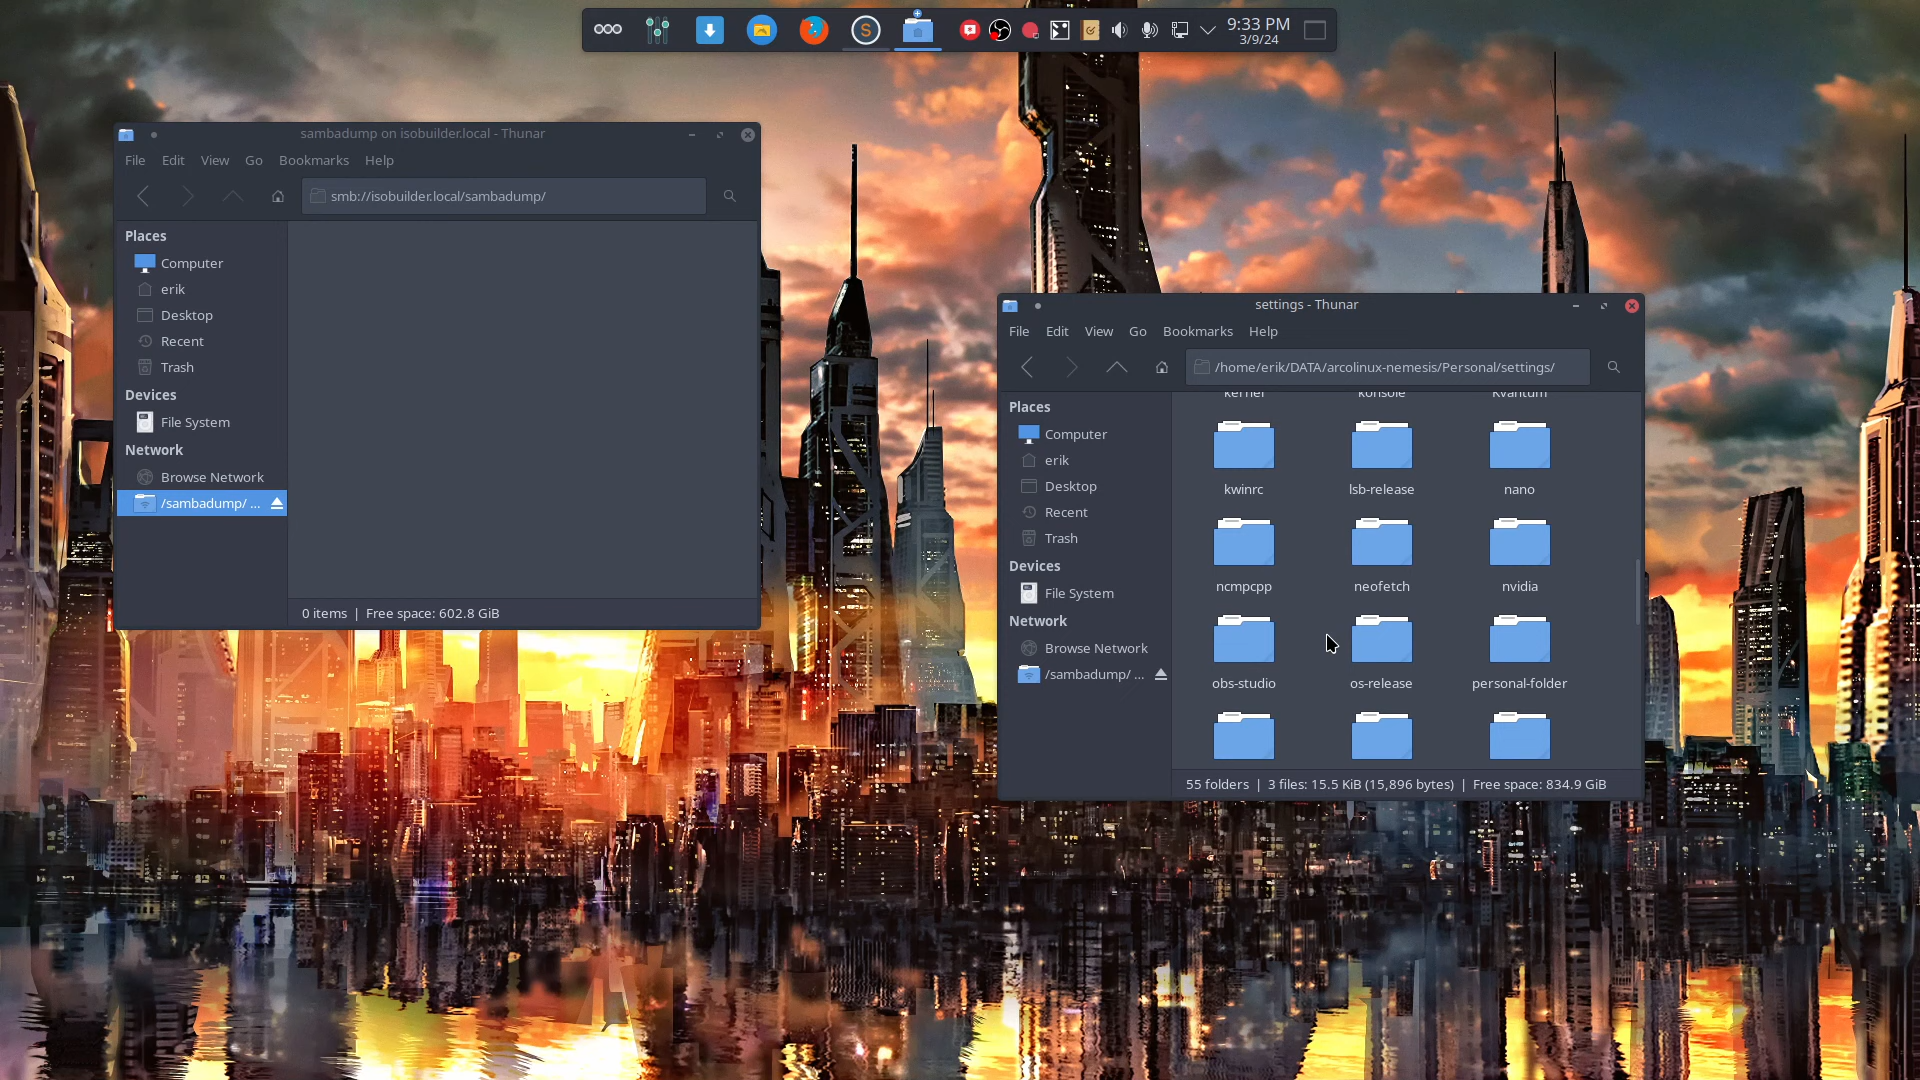 9:33 PM
3/9/24
sambadump on isobuilder.local - Thunar
File Edit View Go Bookmarks Help
smb://isobuilder.local/sambadump/
Places
Computer
erik
Desktop
Recent
Trash
Devices
File System
Network
Browse Network
/sambadump/ ...
0 items | Free space: 602.8 GiB
settings - Thunar
File Edit View Go Bookmarks Help
/home/erik/DATA/arcolinux-nemesis/Personal/settings/
Places
Computer
erik
Desktop
Recent
Trash
Devices
File System
Network
Browse Network
/sambadump/ ...
kernel konsole Kvantum
kwinrc lsb-release nano
ncmpcpp neofetch nvidia
obs-studio os-release personal-folder
55 folders | 3 files: 15.5 KiB (15,896 bytes) | Free space: 834.9 GiB